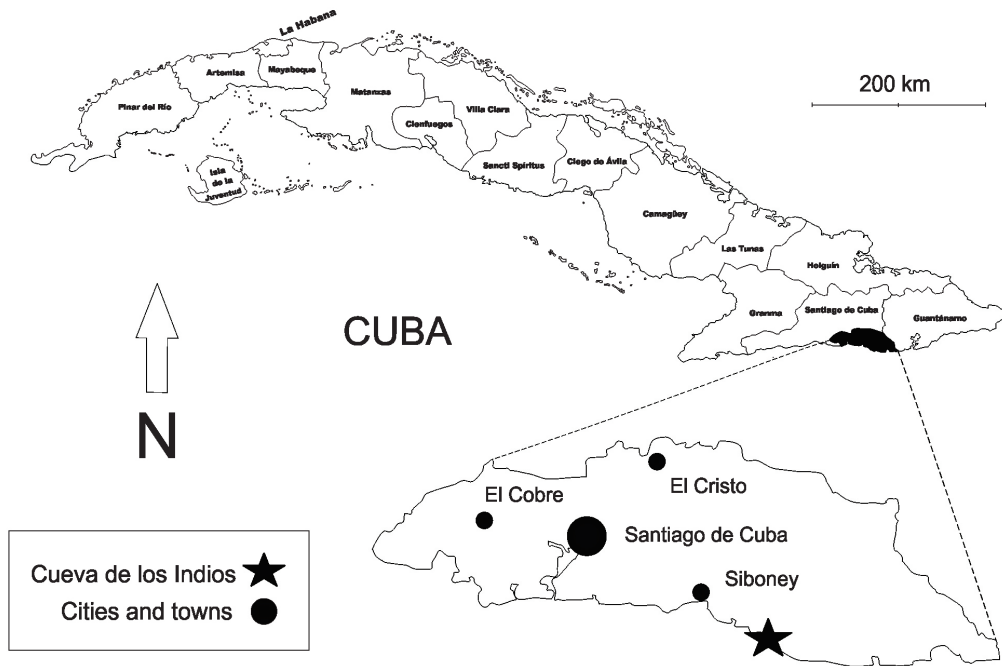 La Habana
Pinar del Río
Artemisa
Mayabeque
Matanzas
Villa Clara
Cienfuegos
Sancti Spíritus
Ciego de Ávila
Isla
de la
Juventud
Camagüey
Las Tunas
Holguín
Granma
Santiago de Cuba
Guantánamo
200 km
CUBA
N
El Cobre
El Cristo
Santiago de Cuba
Siboney
Cueva de los Indios
Cities and towns